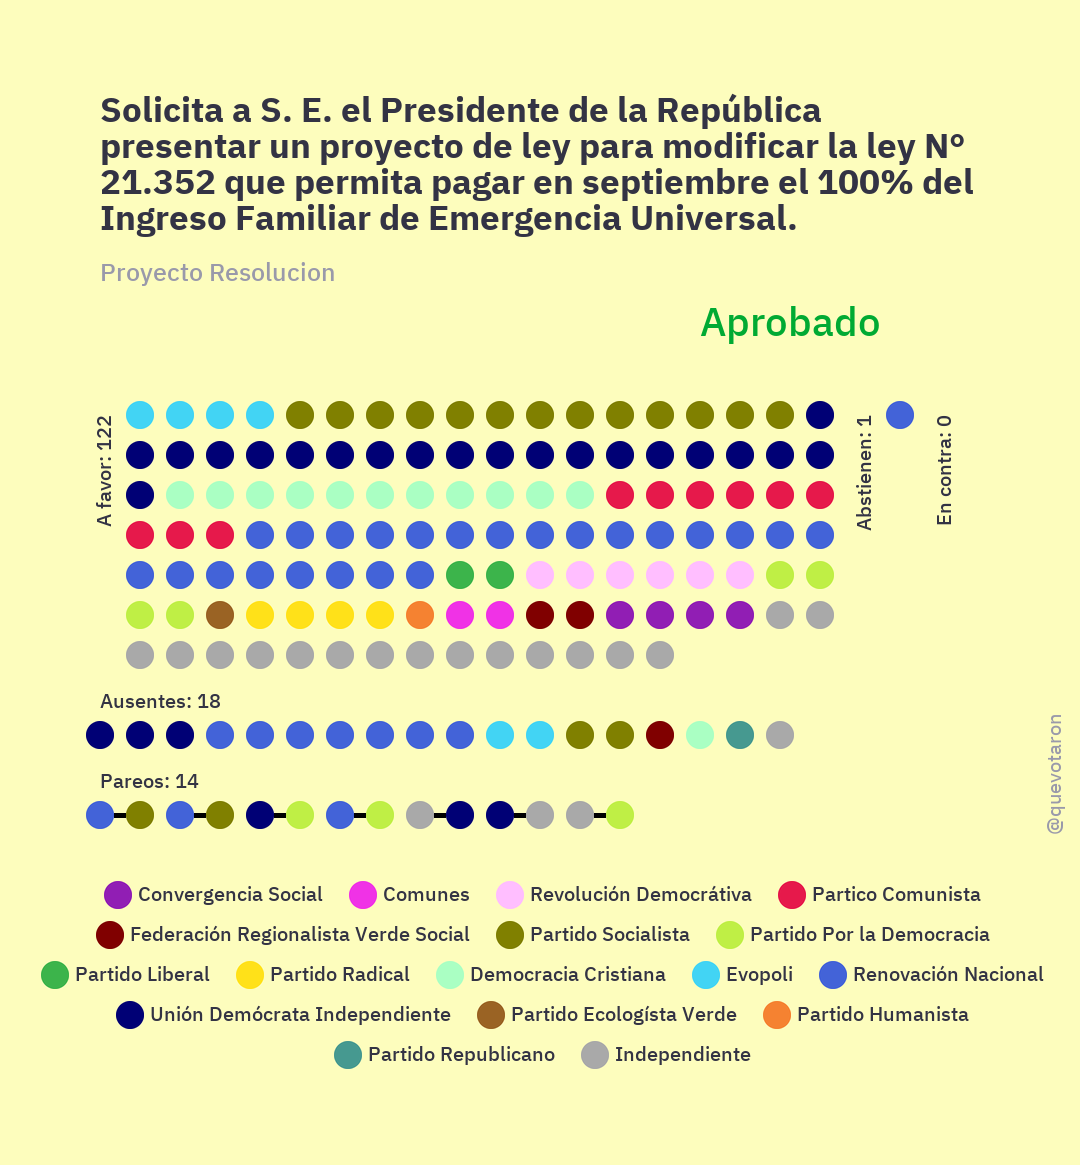 Solicita a S. E. el Presidente de la República
presentar un proyecto de ley para modificar la ley Nº
21.352 que permita pagar en septiembre el 100% del
Ingreso Familiar de Emergencia Universal.
Proyecto Resolucion
Aprobado
A favor: 122
Abstienen: 1
En contra: 0
Ausentes: 18
Pareos: 14
@quevotaron
Convergencia Social Comunes Revolución Democrátiva Partico Comunista
Federación Regionalista Verde Social Partido Socialista Partido Por la Democracia
Partido Liberal Partido Radical Democracia Cristiana Evopoli Renovación Nacional
Unión Demócrata Independiente Partido Ecologísta Verde Partido Humanista
Partido Republicano Independiente